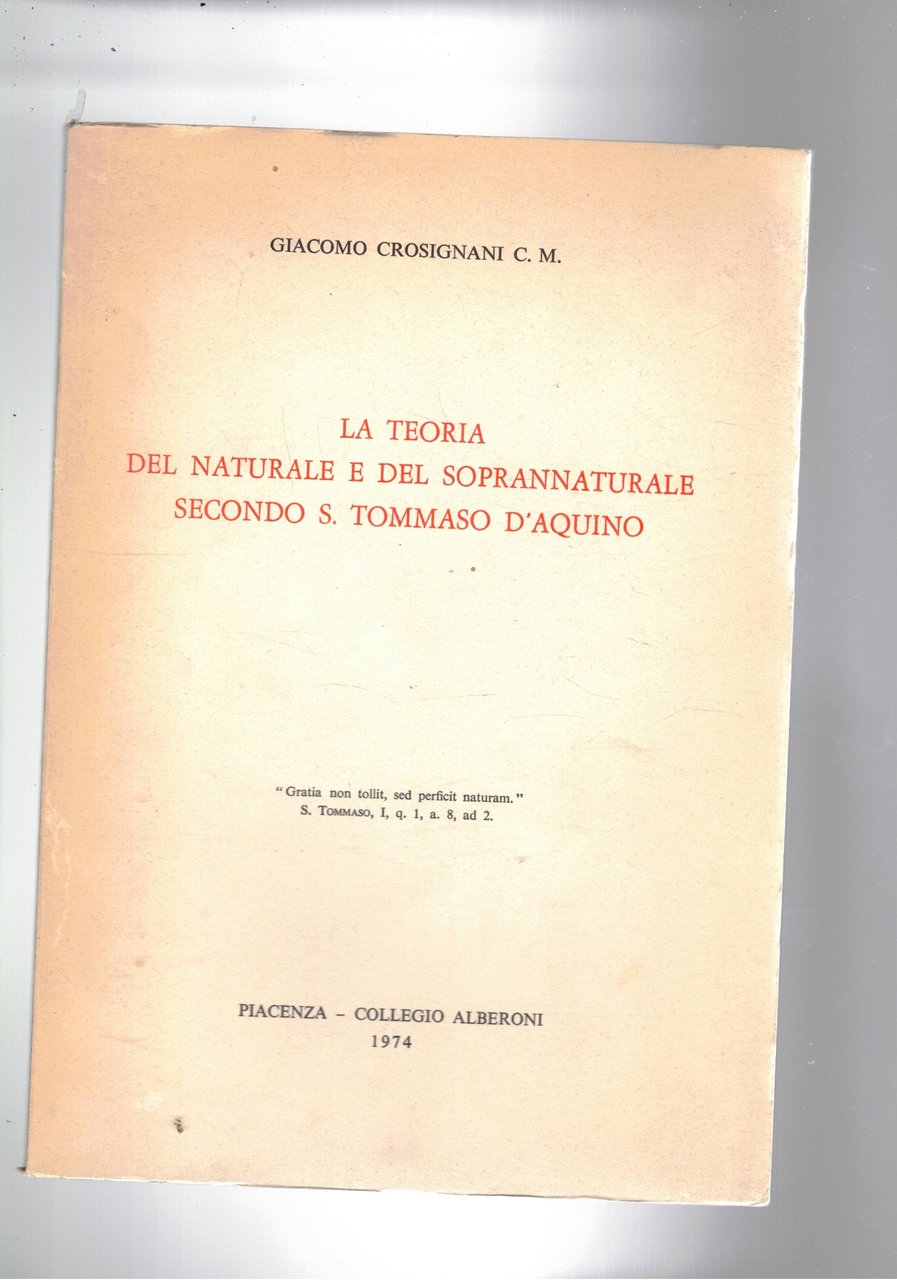 GIACOMO CROSIGNANI C. M.
LA TEORIA
DEL NATURALE E DEL SOPRANNATURALE
SECONDO S. TOMMASO D'AQUINO
“Gratia non tollit, sed perficit naturam.”
S. TOMMASO, I, q. 1, a. 8, ad 2.
PIACENZA – COLLEGIO ALBERONI
1974